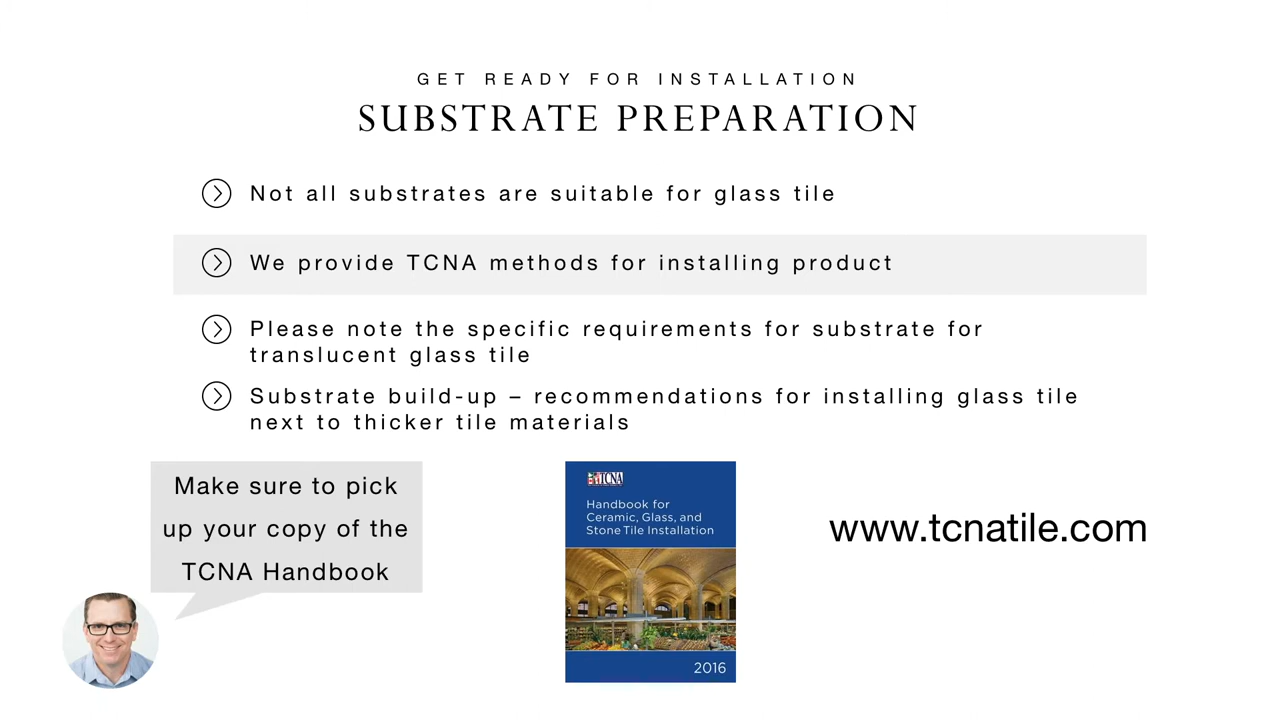 GET READY FOR INSTALLATION
SUBSTRATE PREPARATION
Not all substrates are suitable for glass tile
We provide TCNA methods for installing product
Please note the specific requirements for substrate for
translucent glass tile
Substrate build-up – recommendations for installing glass tile
next to thicker tile materials
Make sure to pick
up your copy of the
TCNA Handbook
TCNA
Handbook for
Ceramic, Glass, and
Stone Tile Installation
2016
www.tcnatile.com